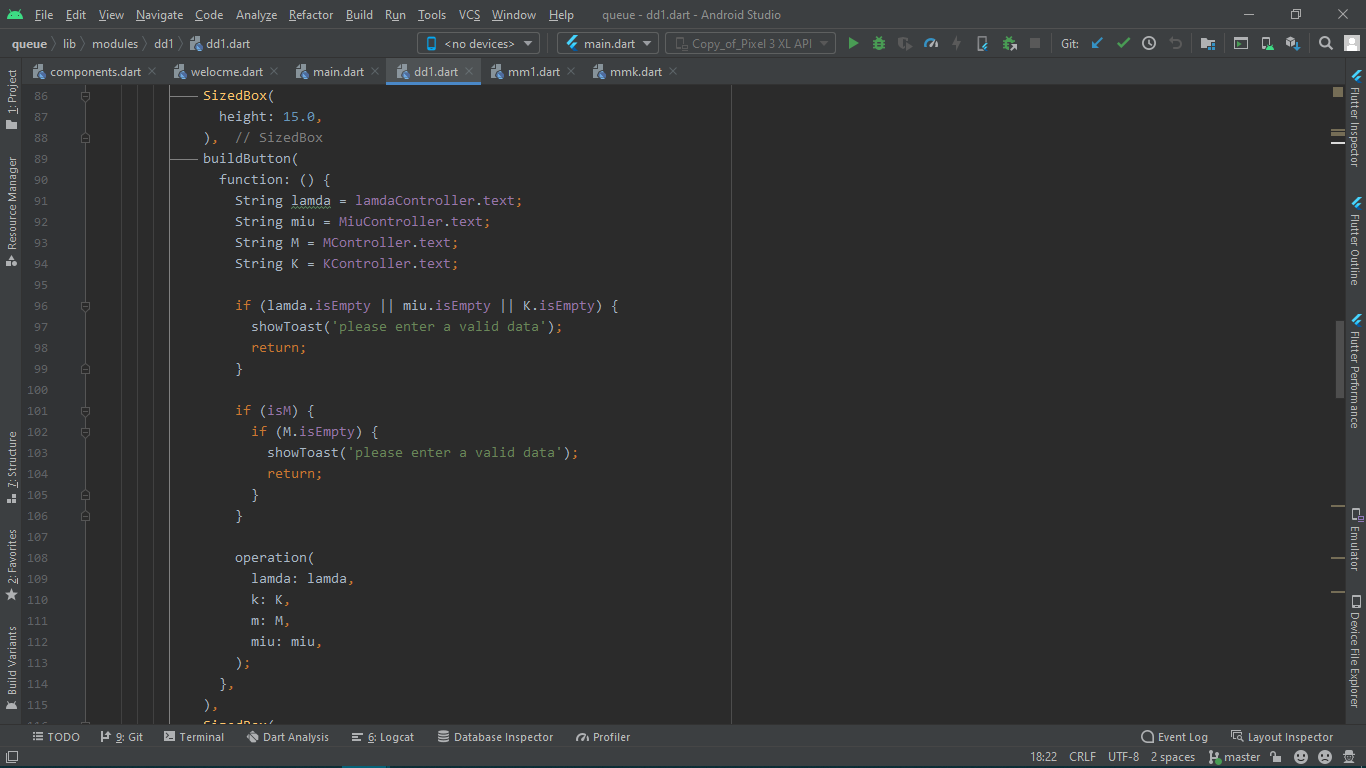 File Edit View Navigate Code Analyze Refactor Build Run Tools VCS Window Help queue - dd1.dart - Android Studio
queue lib modules dd1 dd1.dart <no devices> main.dart Copy_of_Pixel 3 XL API Git:
components.dart welocme.dart main.dart dd1.dart mm1.dart mmk.dart
1: Project
Resource Manager
7: Structure
2: Favorites
Build Variants
86 SizedBox(
87 height: 15.0,
88 ), // SizedBox
89 buildButton(
90 function: () {
91 String lamda = lamdaController.text;
92 String miu = MiuController.text;
93 String M = MController.text;
94 String K = KController.text;
95
96 if (lamda.isEmpty || miu.isEmpty || K.isEmpty) {
97 showToast('please enter a valid data');
98 return;
99 }
100
101 if (isM) {
102 if (M.isEmpty) {
103 showToast('please enter a valid data');
104 return;
105 }
106 }
107
108 operation(
109 lamda: lamda,
110 k: K,
111 m: M,
112 miu: miu,
113 );
114 },
115 ),
116 SizedBox(
Flutter Inspector
Flutter Outline
Flutter Performance
Emulator
Device File Explorer
TODO 9: Git Terminal Dart Analysis 6: Logcat Database Inspector Profiler Event Log Layout Inspector
18:22 CRLF UTF-8 2 spaces master